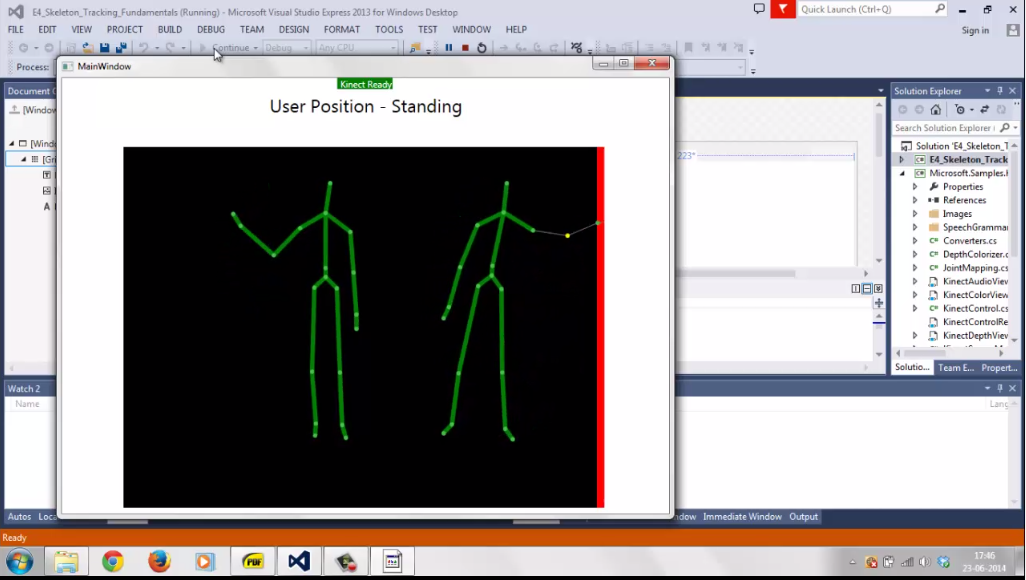 E4_Skeleton_Tracking_Fundamentals (Running) - Microsoft Visual Studio Express 2013 for Windows Desktop
Quick Launch (Ctrl+Q)
FILE EDIT VIEW PROJECT BUILD DEBUG TEAM DESIGN FORMAT TOOLS TEST WINDOW HELP
Sign in
Continue Debug Any CPU
Process:
MainWindow
Kinect Ready
User Position - Standing
Document
[Window
[Wind
[Gri
A
223*
Solution Explorer
Search Solution Explorer (
Solution 'E4_Skeleton_T
E4_Skeleton_Track
Microsoft.Samples.
Properties
References
Images
SpeechGrammar
Converters.cs
DepthColorizer.c
JointMapping.cs
KinectAudioView
KinectColorView
KinectControl.cs
KinectControlRe
KinectDepthView
Solutio... Team E... Propert...
Watch 2
Name
Lang
Autos Loca
ndow Immediate Window Output
Ready
PDF
17:46
23-06-2014